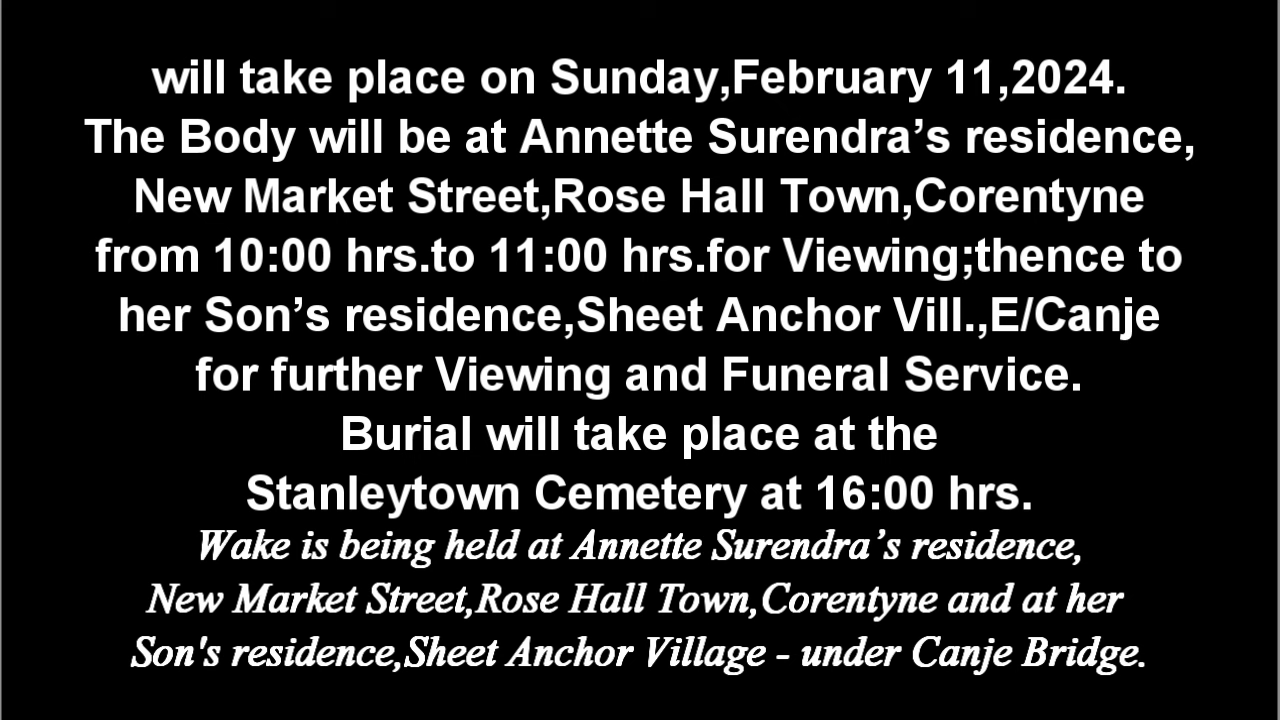 will take place on Sunday,February 11,2024.
The Body will be at Annette Surendra’s residence,
New Market Street,Rose Hall Town,Corentyne
from 10:00 hrs.to 11:00 hrs.for Viewing;thence to
her Son’s residence,Sheet Anchor Vill.,E/Canje
for further Viewing and Funeral Service.
Burial will take place at the
Stanleytown Cemetery at 16:00 hrs.
Wake is being held at Annette Surendra’s residence,
New Market Street,Rose Hall Town,Corentyne and at her
Son's residence,Sheet Anchor Village - under Canje Bridge.